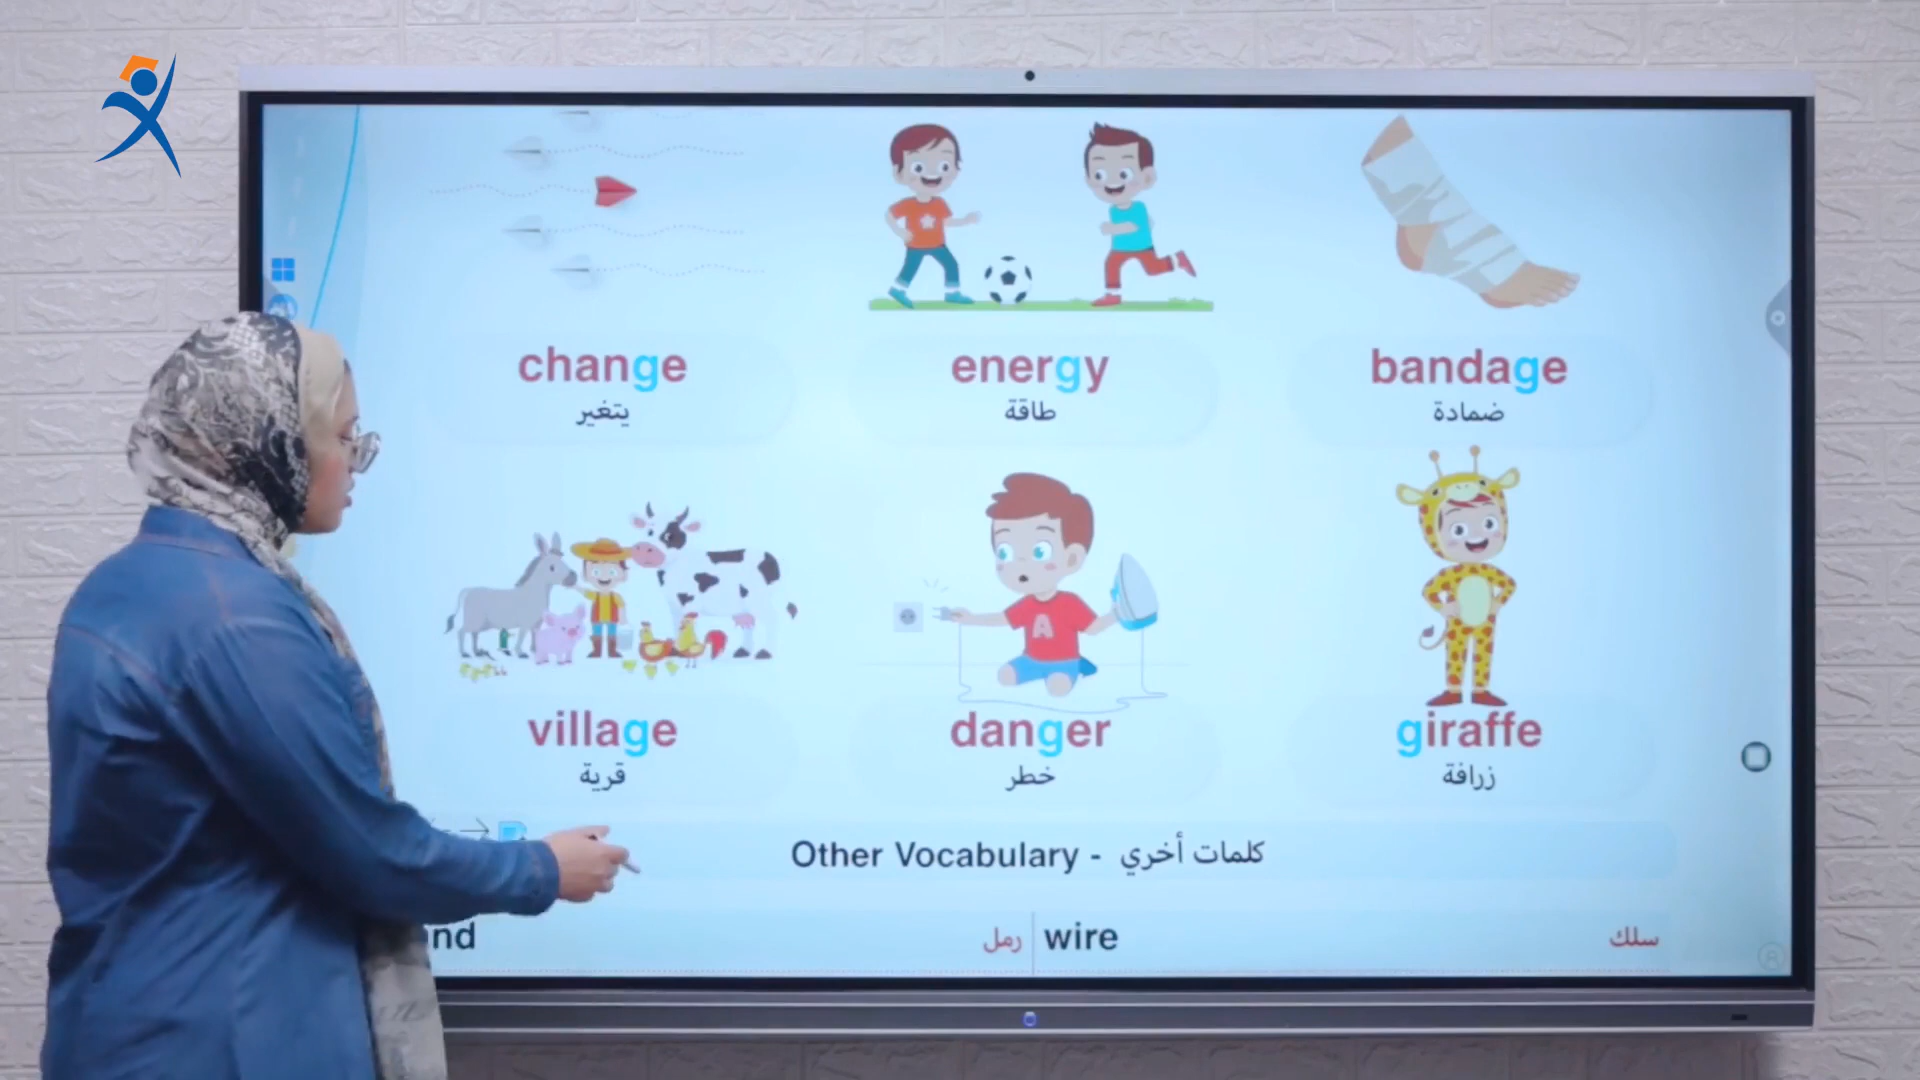 change
يتغير
energy
طاقة
bandage
ضمادة
village
قرية
danger
خطر
giraffe
زرافة
A
Other Vocabulary - كلمات أخري
رمل
wire
سلك